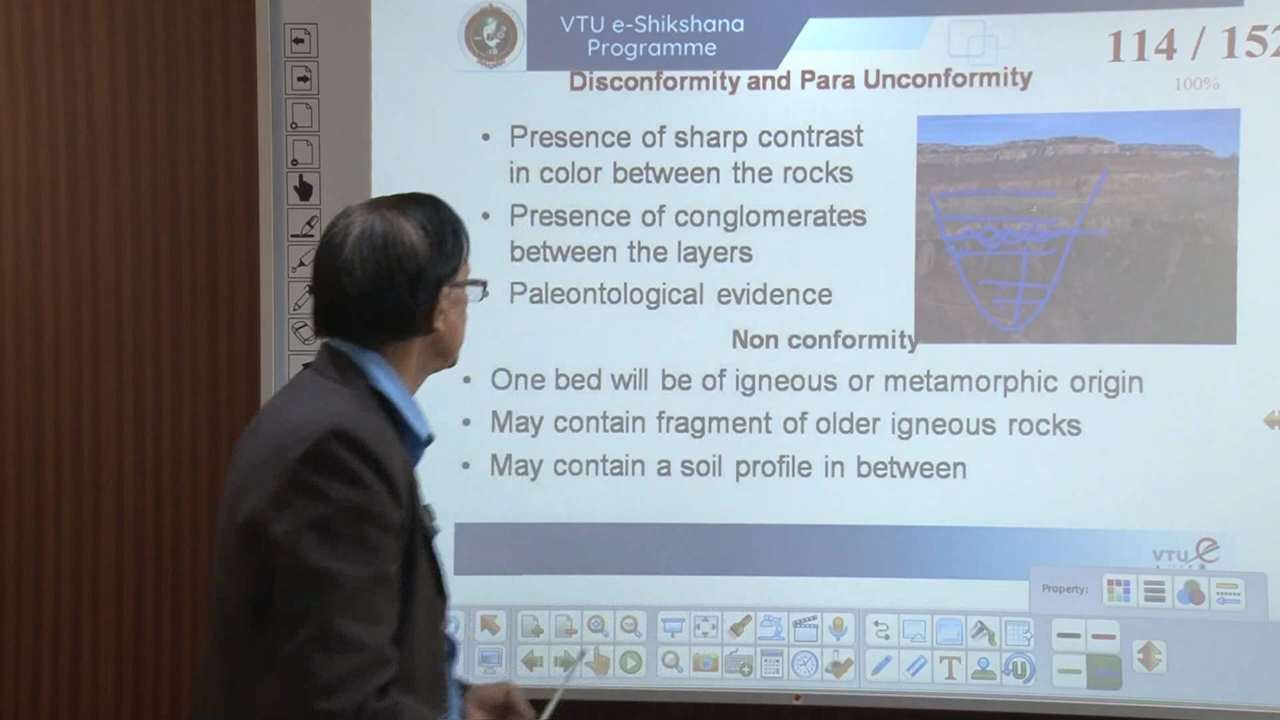 VTU e-Shikshana
Programme
114 / 152
100%
Disconformity and Para Unconformity
• Presence of sharp contrast
in color between the rocks
• Presence of conglomerates
between the layers
• Paleontological evidence
Non conformity
• One bed will be of igneous or metamorphic origin
• May contain fragment of older igneous rocks
• May contain a soil profile in between
VTU e
Property: